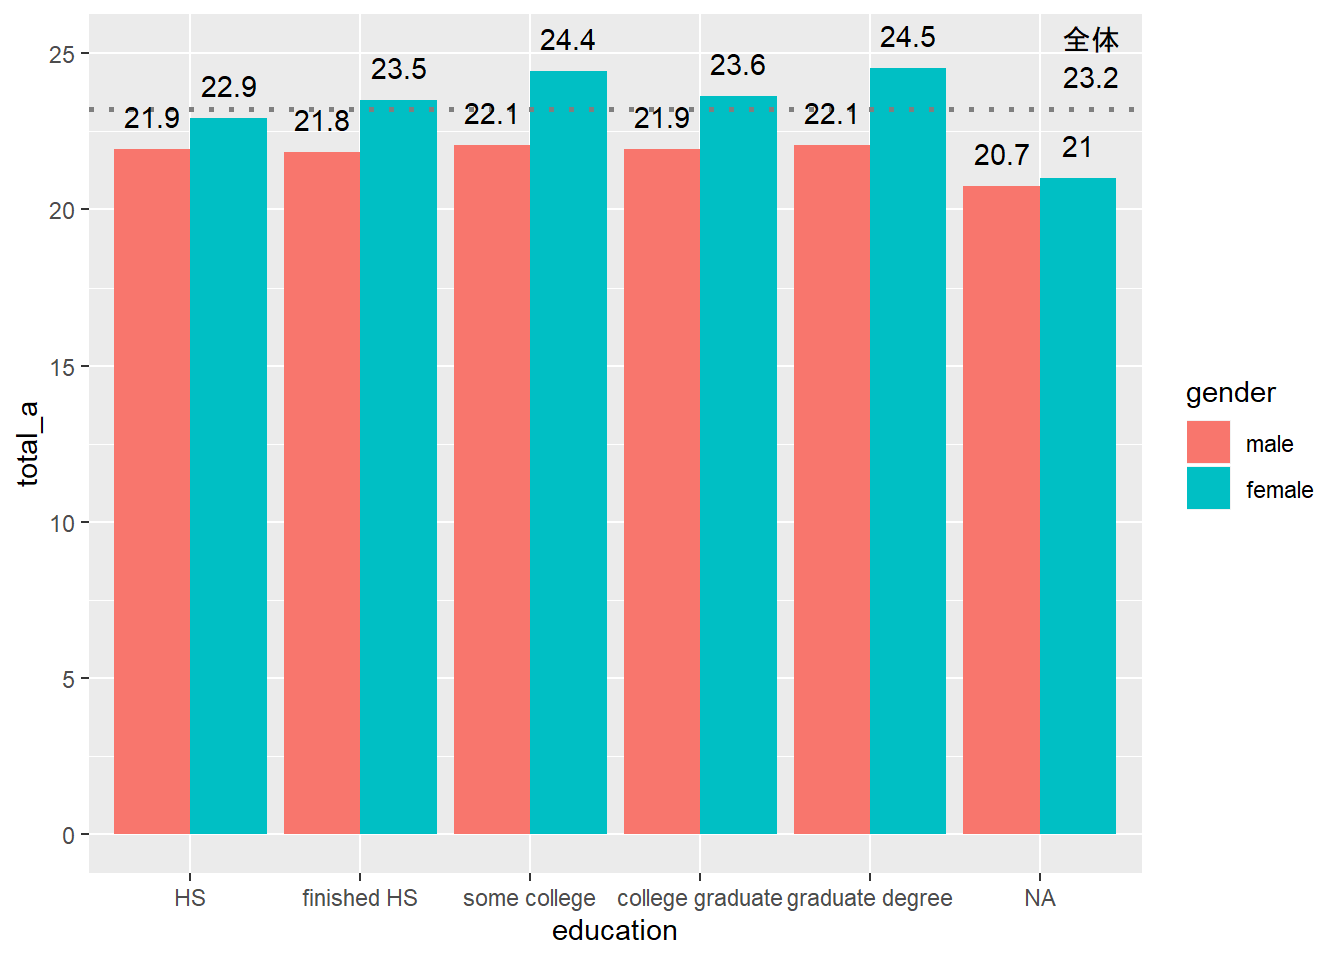 25
20
15
10
5
0
total_a
21.9
22.9
21.8
23.5
22.1
24.4
21.9
23.6
22.1
24.5
20.7
21
全体
23.2
HS
finished HS
some college
college graduate
graduate degree
NA
education
gender
male
female